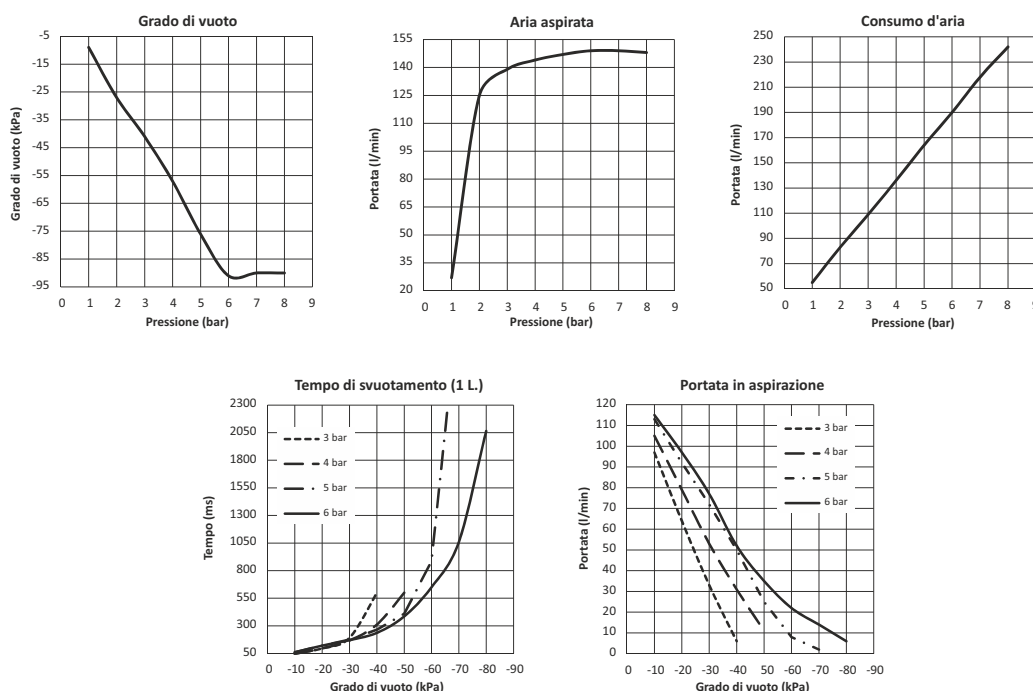 Grado di vuoto
Grado di vuoto (kPa)
-5
-15
-25
-35
-45
-55
-65
-75
-85
-95
0 1 2 3 4 5 6 7 8 9
Pressione (bar)
Aria aspirata
Portata (l/min)
155
140
125
110
95
80
65
50
35
20
0 1 2 3 4 5 6 7 8 9
Pressione (bar)
Consumo d'aria
Portata (l/min)
250
230
210
190
170
150
130
110
90
70
50
0 1 2 3 4 5 6 7 8 9
Pressione (bar)
Tempo di svuotamento (1 L.)
Tempo (ms)
2300
2050
1800
1550
1300
1050
800
550
300
50
3 bar
4 bar
5 bar
6 bar
0 -10 -20 -30 -40 -50 -60 -70 -80 -90
Grado di vuoto (kPa)
Portata in aspirazione
Portata (l/min)
120
110
100
90
80
70
60
50
40
30
20
10
0
3 bar
4 bar
5 bar
6 bar
0 -10 -20 -30 -40 -50 -60 -70 -80 -90
Grado di vuoto (kPa)